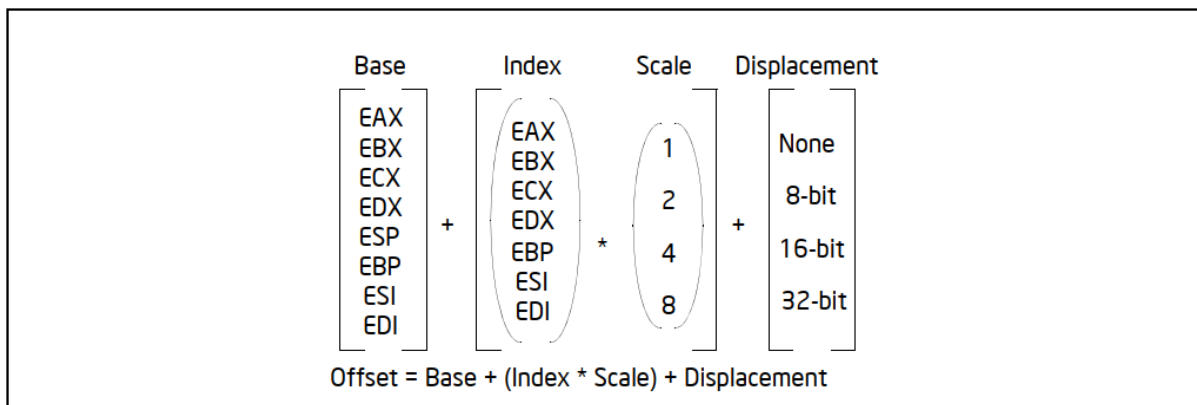 Base Index Scale Displacement
EAX
EBX
ECX
EDX
ESP
EBP
ESI
EDI
+
EAX
EBX
ECX
EDX
EBP
ESI
EDI
*
1
2
4
8
+
None
8-bit
16-bit
32-bit
Offset = Base + (Index * Scale) + Displacement